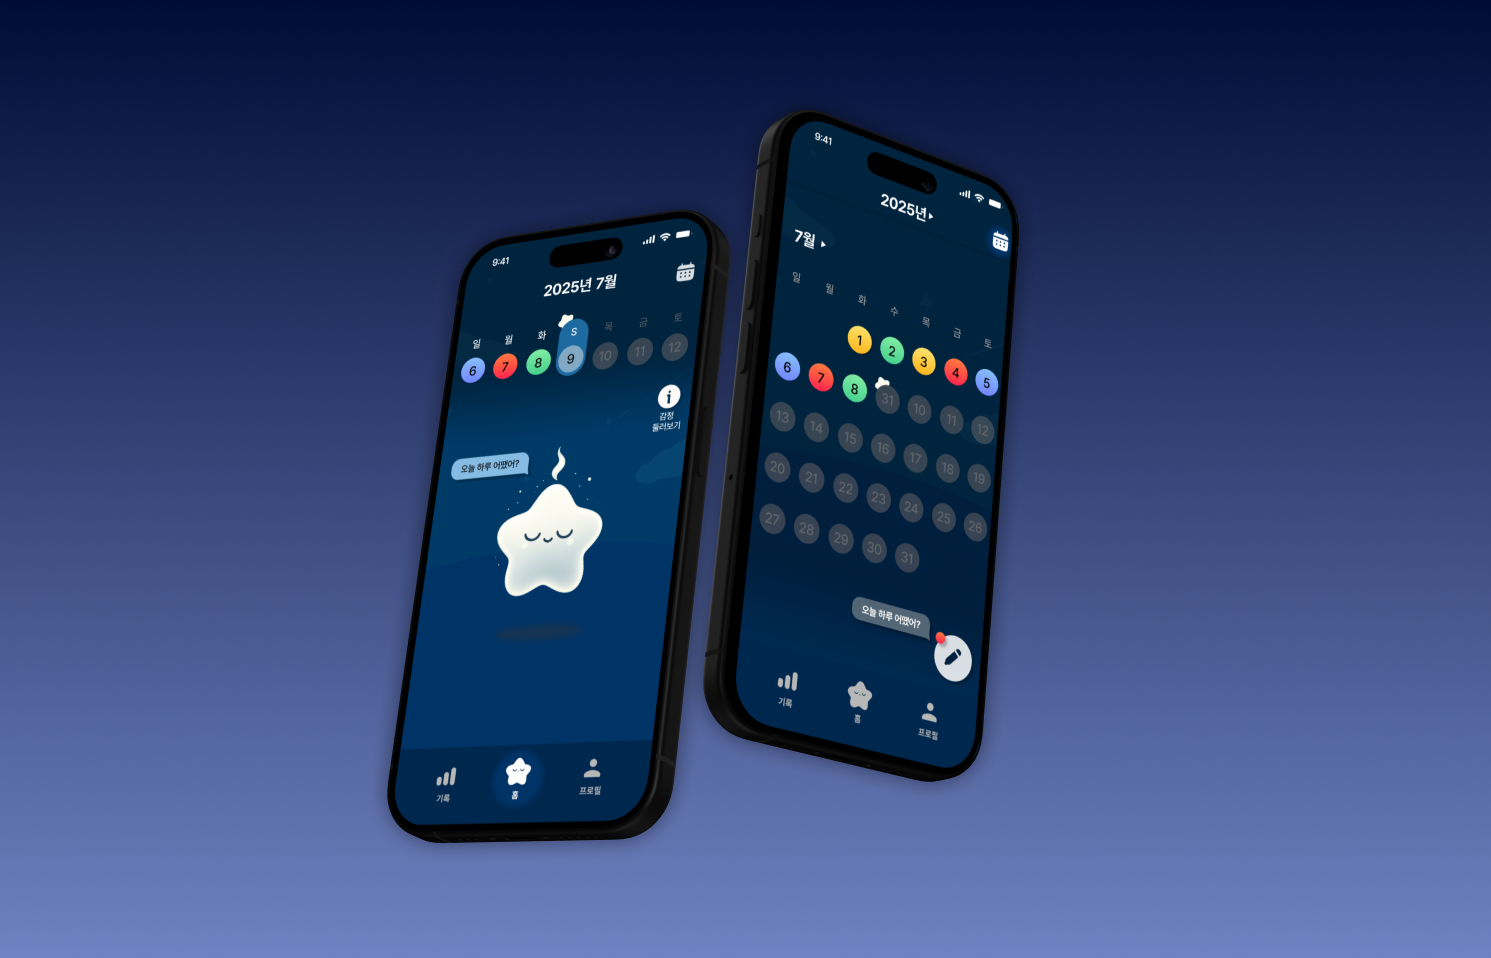 9:41
2025년 7월
일 월 화 S 목 금 토
6 7 8 9 10 11 12
i
감정
둘러보기
오늘 하루 어땠어?
기록 홈 프로필
9:41
2025년
7월
일 월 화 수 목 금 토
1 2 3 4 5
6 7 8 31 10 11 12
13 14 15 16 17 18 19
20 21 22 23 24 25 26
27 28 29 30 31
오늘 하루 어땠어?
기록 홈 프로필